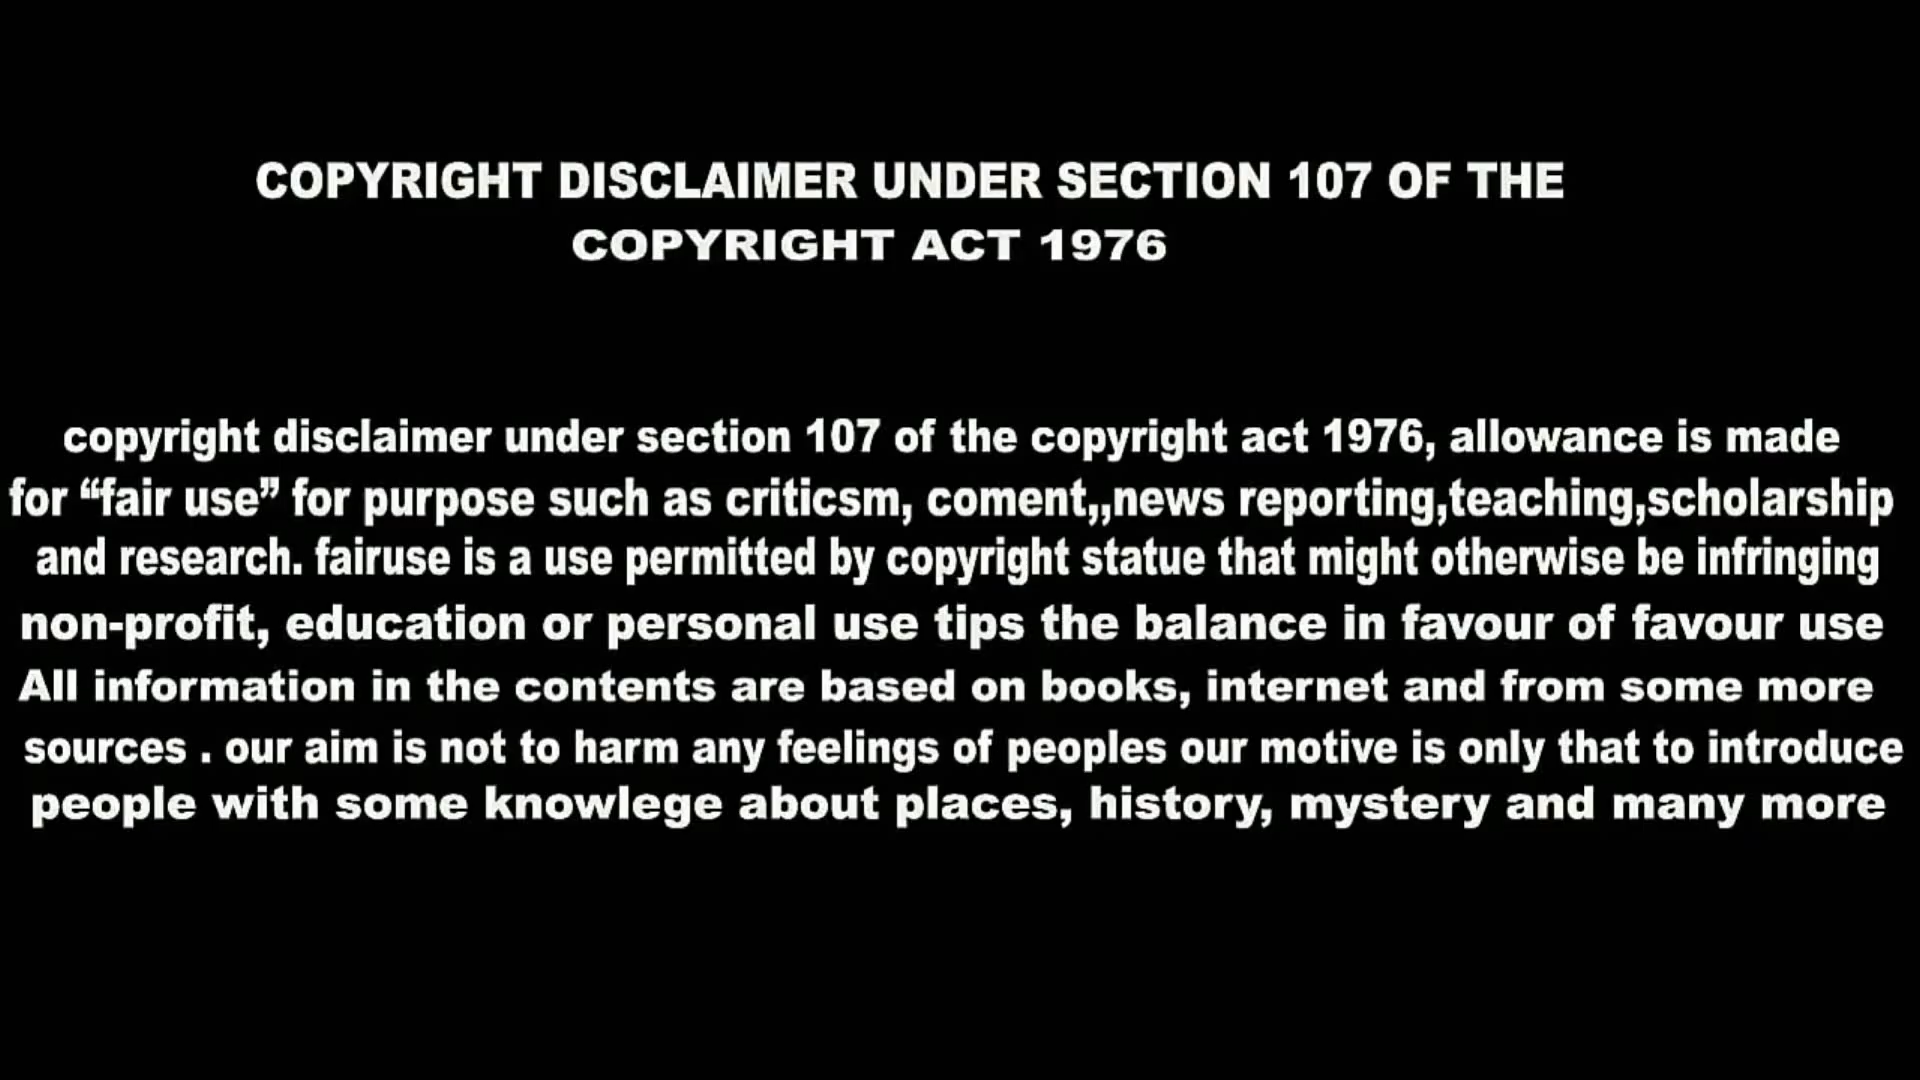 COPYRIGHT DISCLAIMER UNDER SECTION 107 OF THE
COPYRIGHT ACT 1976
copyright disclaimer under section 107 of the copyright act 1976, allowance is made
for “fair use” for purpose such as criticsm, coment,,news reporting,teaching,scholarship
and research. fairuse is a use permitted by copyright statue that might otherwise be infringing
non-profit, education or personal use tips the balance in favour of favour use
All information in the contents are based on books, internet and from some more
sources . our aim is not to harm any feelings of peoples our motive is only that to introduce
people with some knowlege about places, history, mystery and many more